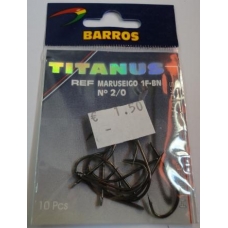 BARROS
TITANUS
REF MARUSEIGO 1F-BN
Nº 2/0
€ 1.50
10 Pcs.